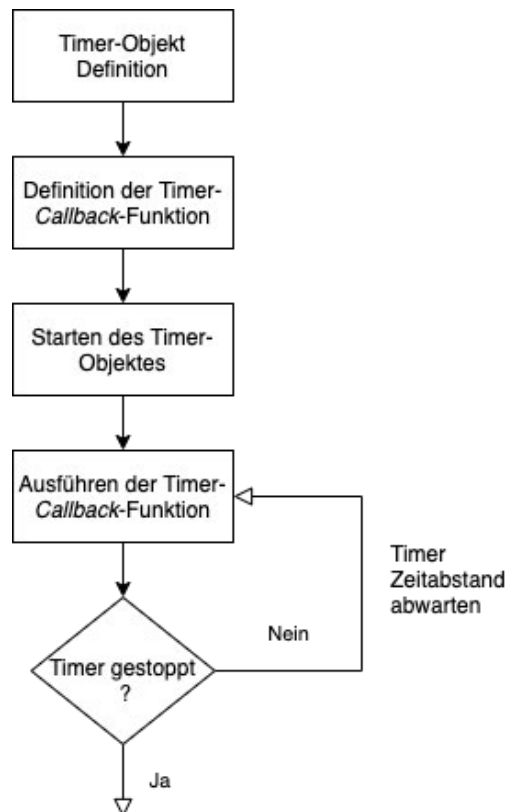 Timer-Objekt
Definition
Definition der Timer-
Callback-Funktion
Starten des Timer-
Objektes
Ausführen der Timer-
Callback-Funktion
Timer
Zeitabstand
abwarten
Nein
Timer gestoppt
?
Ja